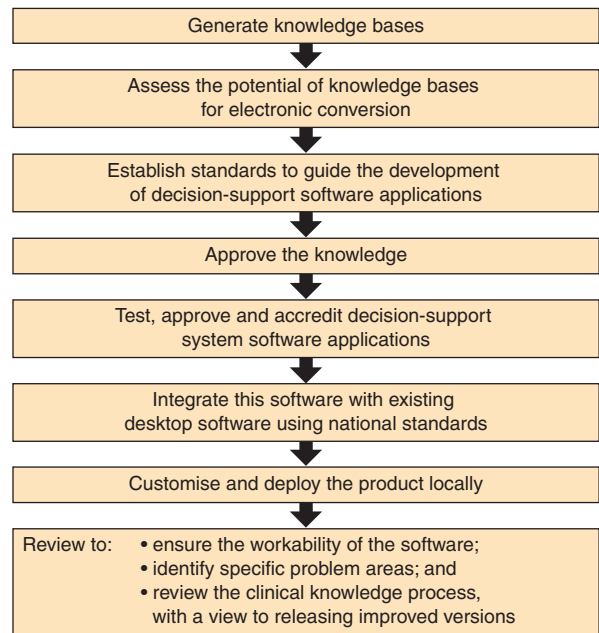 Generate knowledge bases
Assess the potential of knowledge bases
for electronic conversion
Establish standards to guide the development
of decision-support software applications
Approve the knowledge
Test, approve and accredit decision-support
system software applications
Integrate this software with existing
desktop software using national standards
Customise and deploy the product locally
Review to: • ensure the workability of the software;
• identify specific problem areas; and
• review the clinical knowledge process,
with a view to releasing improved versions